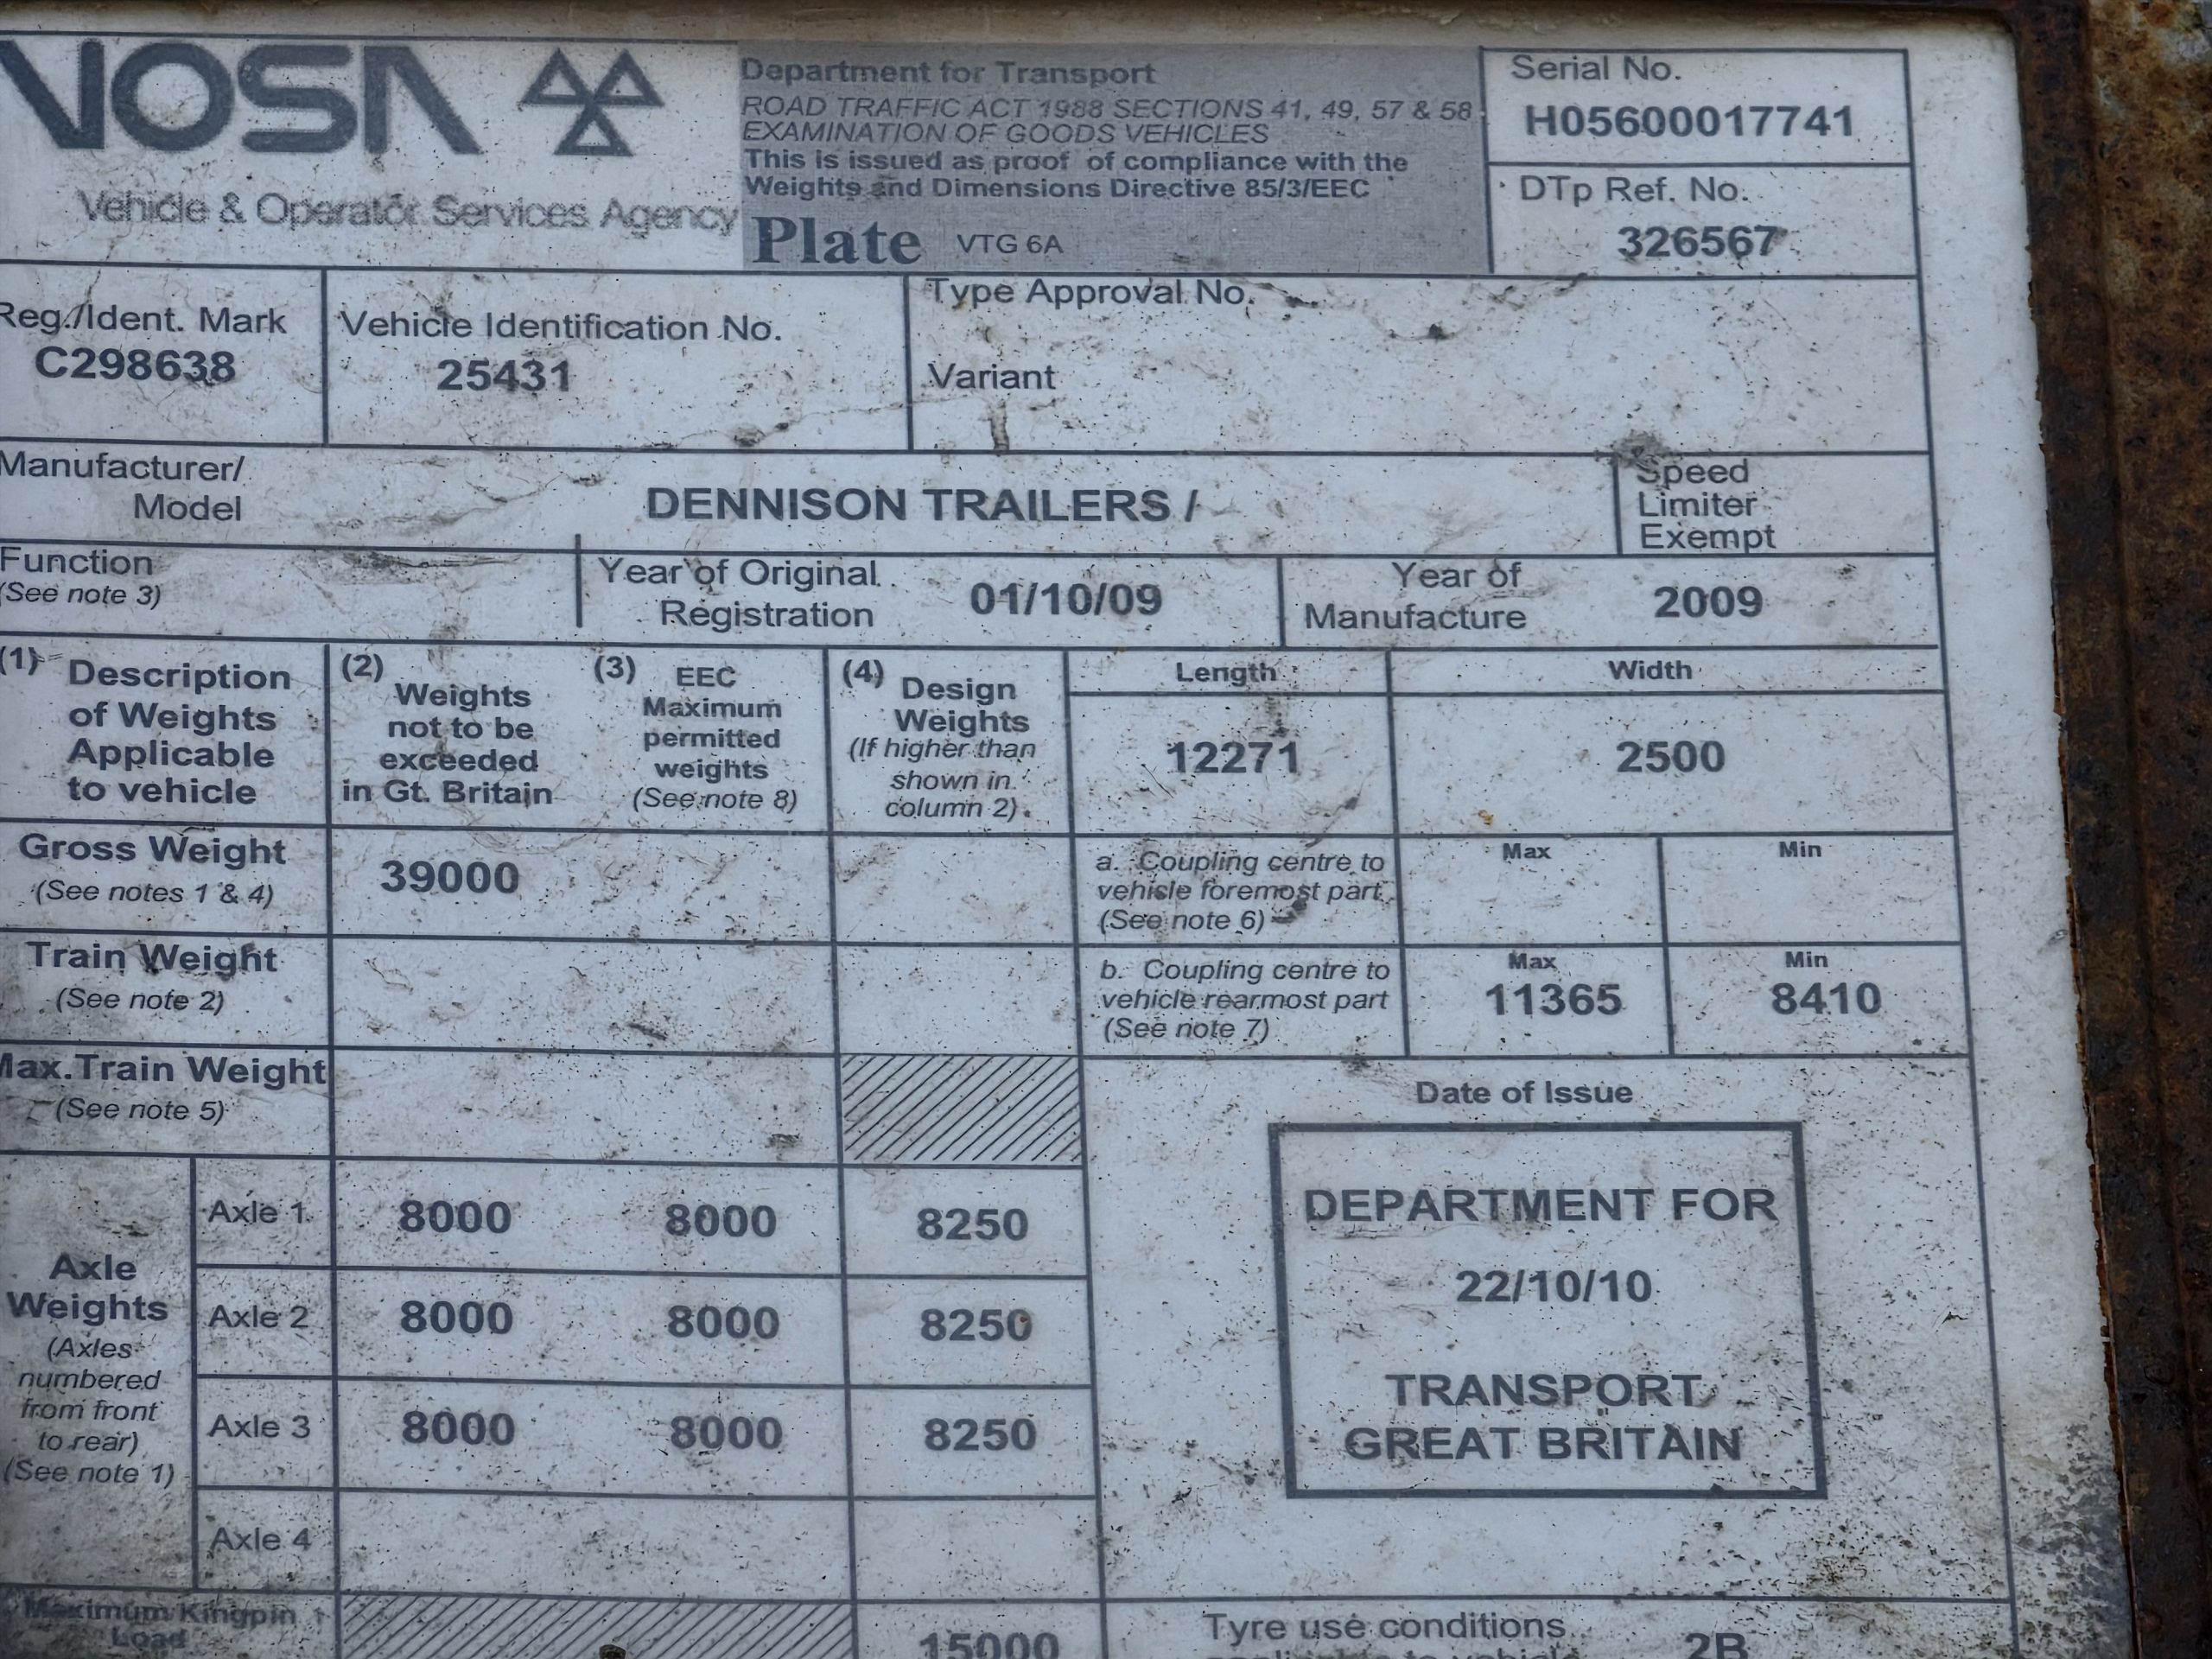 VOSA
Vehicle & Operator Services Agency
Department for Transport
ROAD TRAFFIC ACT 1988 SECTIONS 41, 49, 57 & 58
EXAMINATION OF GOODS VEHICLES
This is issued as proof of compliance with the
Weights and Dimensions Directive 85/3/EEC
Plate VTG 6A
Serial No.
H05600017741
DTp Ref. No.
326567
Reg./Ident. Mark
C298638
Vehicle Identification No.
25431
Type Approval No.
Variant
Manufacturer/
Model
DENNISON TRAILERS /
Speed
Limiter
Exempt
Function
(See note 3)
Year of Original
Registration
01/10/09
Year of
Manufacture
2009
(1) Description
of Weights
Applicable
to vehicle
(2) Weights
not to be
exceeded
in Gt. Britain
(3) EEC
Maximum
permitted
weights
(See note 8)
(4) Design
Weights
(If higher than
shown in
column 2)
Length
12271
Width
2500
Gross Weight
(See notes 1 & 4)
39000
a. Coupling centre to
vehicle foremost part
(See note 6)
Max
Min
Train Weight
(See note 2)
b. Coupling centre to
vehicle rearmost part
(See note 7)
Max
11365
Min
8410
Max.Train Weight
(See note 5)
Date of Issue
DEPARTMENT FOR
22/10/10
TRANSPORT
GREAT BRITAIN
Axle
Weights
(Axles
numbered
from front
to rear)
(See note 1)
Axle 1 8000 8000 8250
Axle 2 8000 8000 8250
Axle 3 8000 8000 8250
Axle 4
Maximum Kingpin
Load
15000
Tyre use conditions
applicable to vehicle
2B